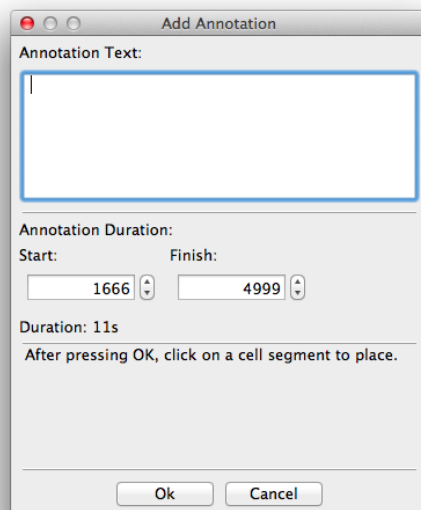 Add Annotation
Annotation Text:
Annotation Duration:
Start: Finish:
1666 4999
Duration: 11s
After pressing OK, click on a cell segment to place.
Ok Cancel